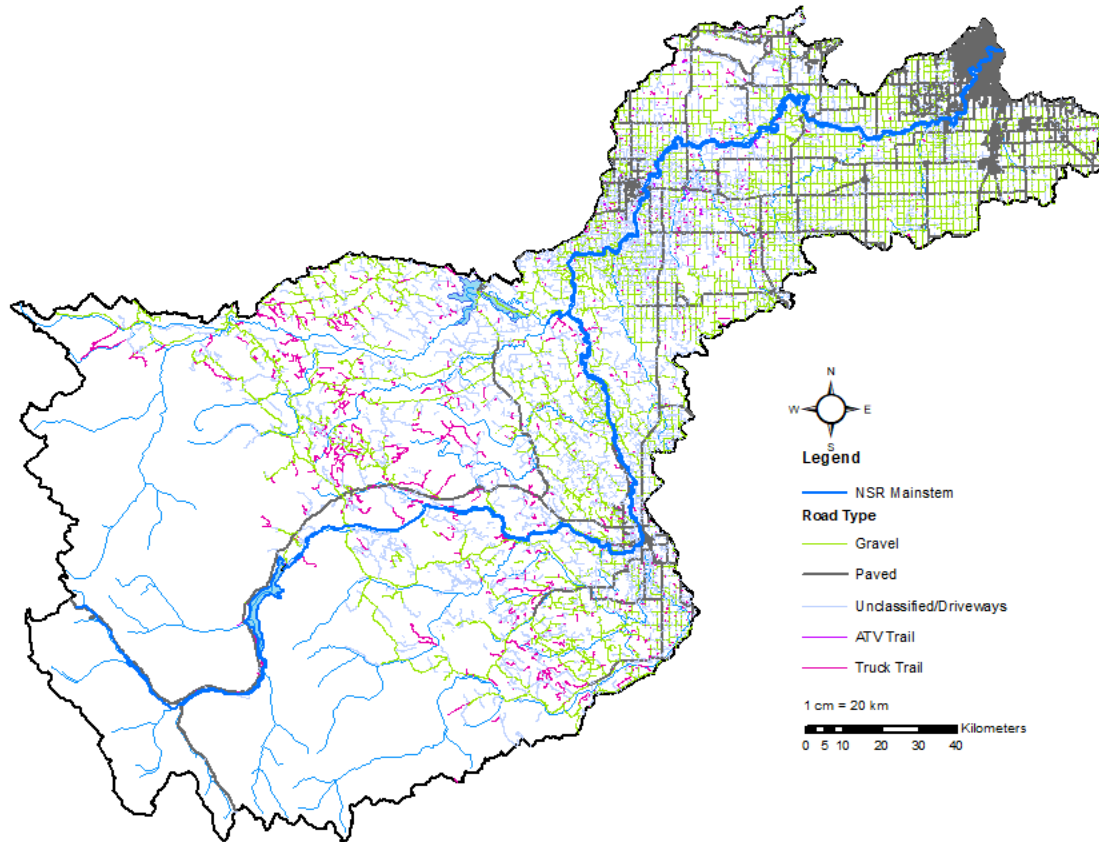 N
W E
S
Legend
NSR Mainstem
Road Type
Gravel
Paved
Unclassified/Driveways
ATV Trail
Truck Trail
1 cm = 20 km
Kilometers
0 5 10 20 30 40